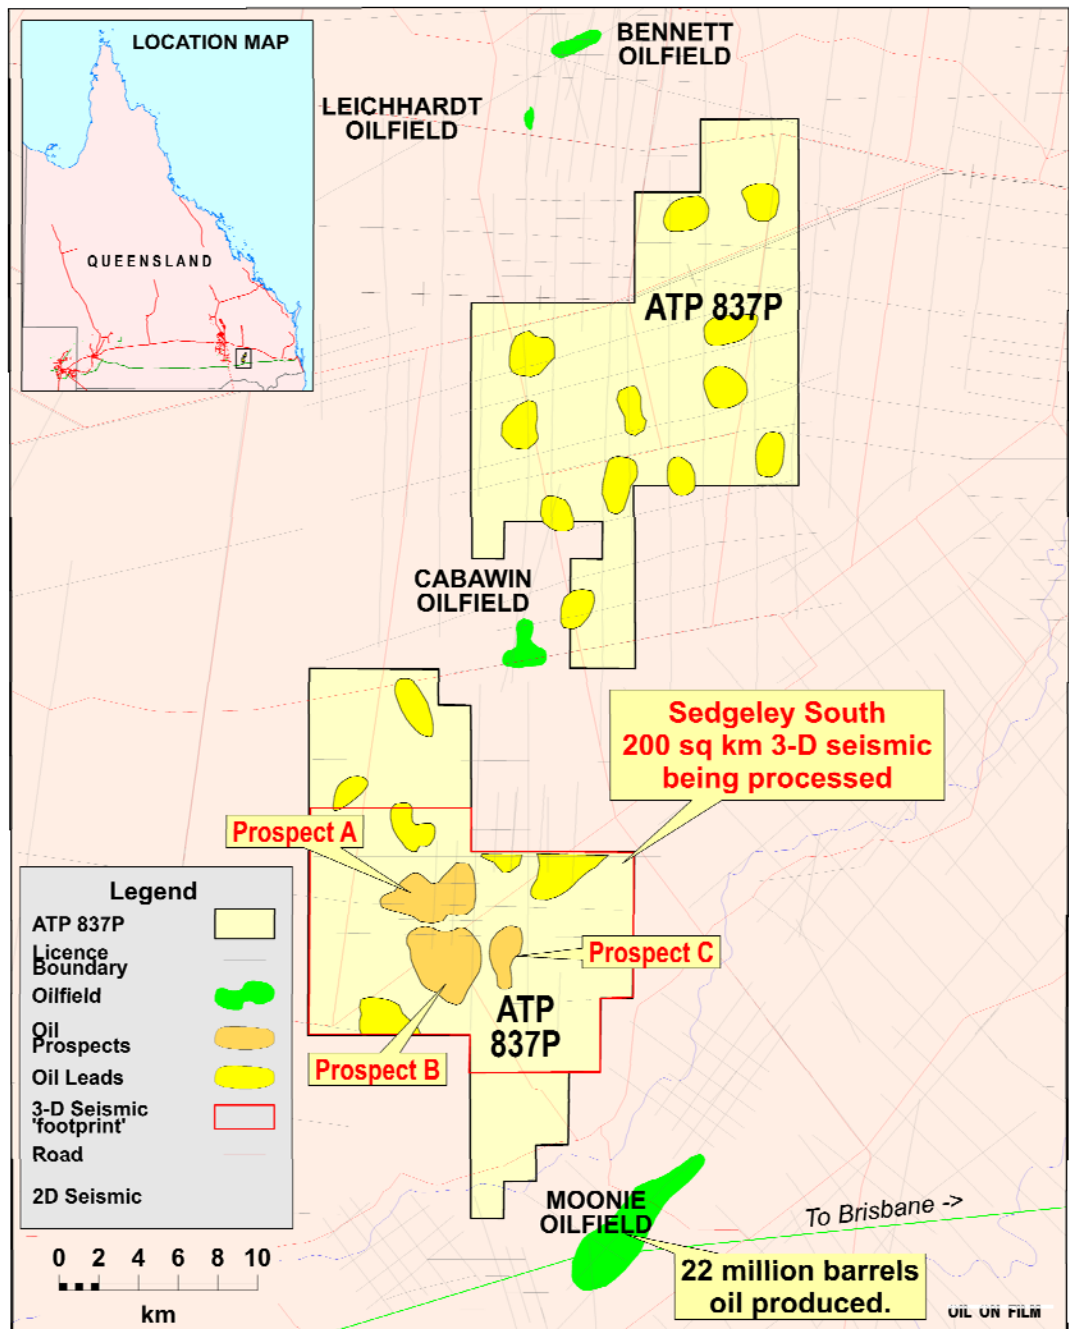 LOCATION MAP
QUEENSLAND
BENNETT
OILFIELD
LEICHHARDT
OILFIELD
ATP 837P
CABAWIN
OILFIELD
Sedgeley South
200 sq km 3-D seismic
being processed
Prospect A
Prospect C
ATP
837P
Prospect B
Legend
ATP 837P
Licence
Boundary
Oilfield
Oil
Prospects
Oil Leads
3-D Seismic
'footprint'
Road
2D Seismic
0 2 4 6 8 10
km
MOONIE
OILFIELD
To Brisbane ->
22 million barrels
oil produced.
OIL ON FILM